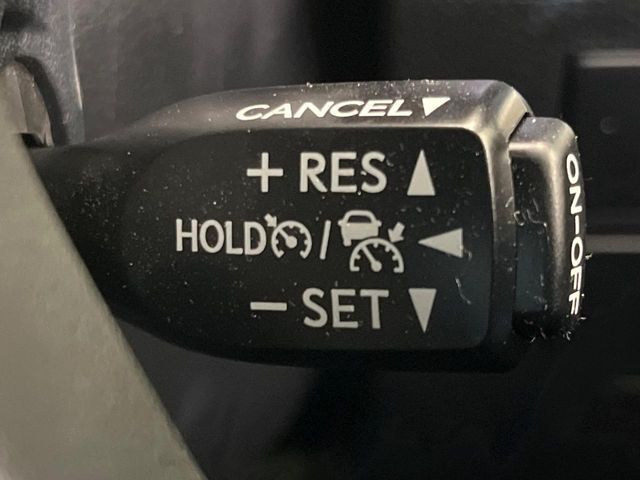 CANCEL
+ RES
HOLD /
- SET
ON-OFF